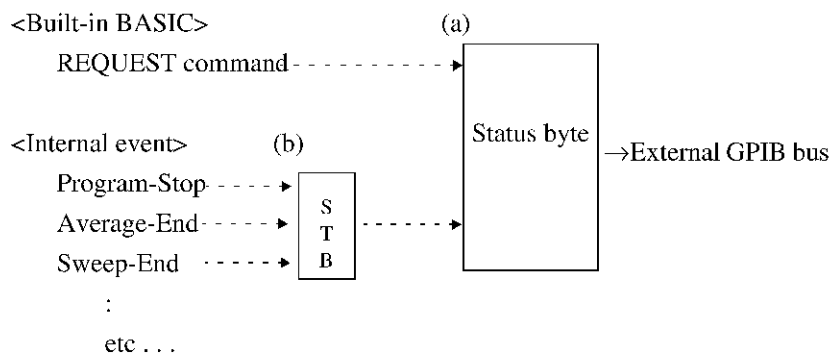 <Built-in BASIC>
(a)
REQUEST command
Status byte
→External GPIB bus
<Internal event>
(b)
Program-Stop
Average-End
Sweep-End
S
T
B
:
etc . . .